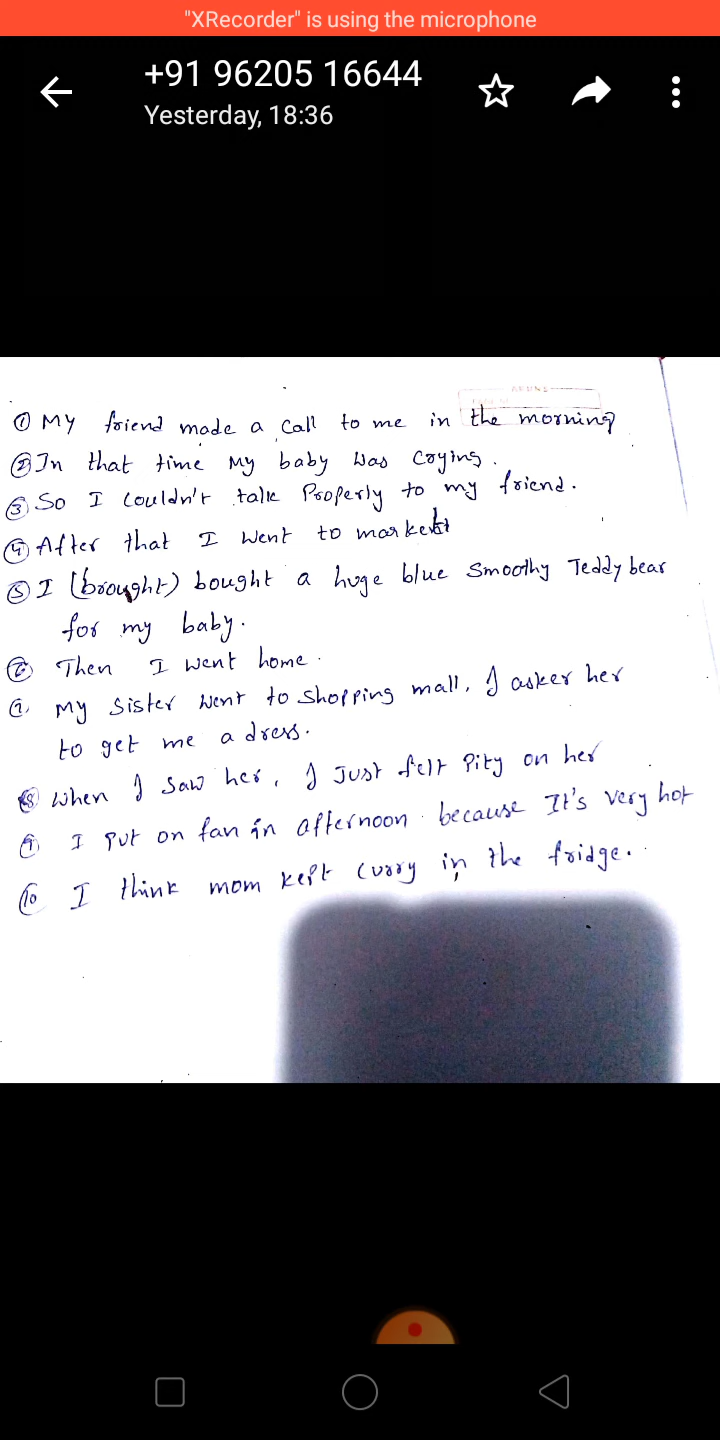 "XRecorder" is using the microphone
+91 96205 16644
Yesterday, 18:36
① My friend made a call to me in the morning
② In that time my baby was crying.
③ So I couldn't talk Properly to my friend.
④ After that I went to market
⑤ I (brought) bought a huge blue smoothy Teddy bear
for my baby.
⑥ Then I went home.
⑦ My Sister went to shopping mall, I asker her
to get me a dress.
⑧ When I saw her, I Just felt Pity on her
⑨ I put on fan in afternoon because It's very hot
⑩ I think mom kept curry in the fridge.